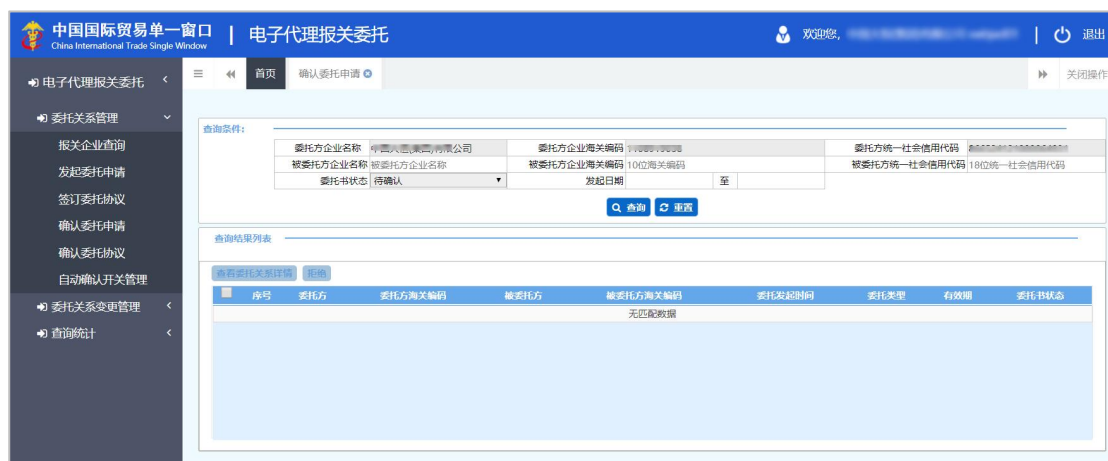 中国国际贸易单一窗口 | 电子代理报关委托 欢迎您, | 退出
China International Trade Single Window
电子代理报关委托
首页 确认委托申请 关闭操作
委托关系管理
报关企业查询
发起委托申请
签订委托协议
确认委托申请
确认委托协议
自动确认开关管理
委托关系变更管理
查询统计
查询条件:
委托方企业名称 有限公司 委托方企业海关编码 委托方统一社会信用代码
被委托方企业名称 被委托方企业名称 被委托方企业海关编码 10位海关编码 被委托方统一社会信用代码 18位统一社会信用代码
委托书状态 待确认 发起日期 至
查询 重置
查询结果列表
查看委托关系详情 拒绝
序号 委托方 委托方海关编码 被委托方 被委托方海关编码 委托发起时间 委托类型 有效期 委托书状态
无匹配数据